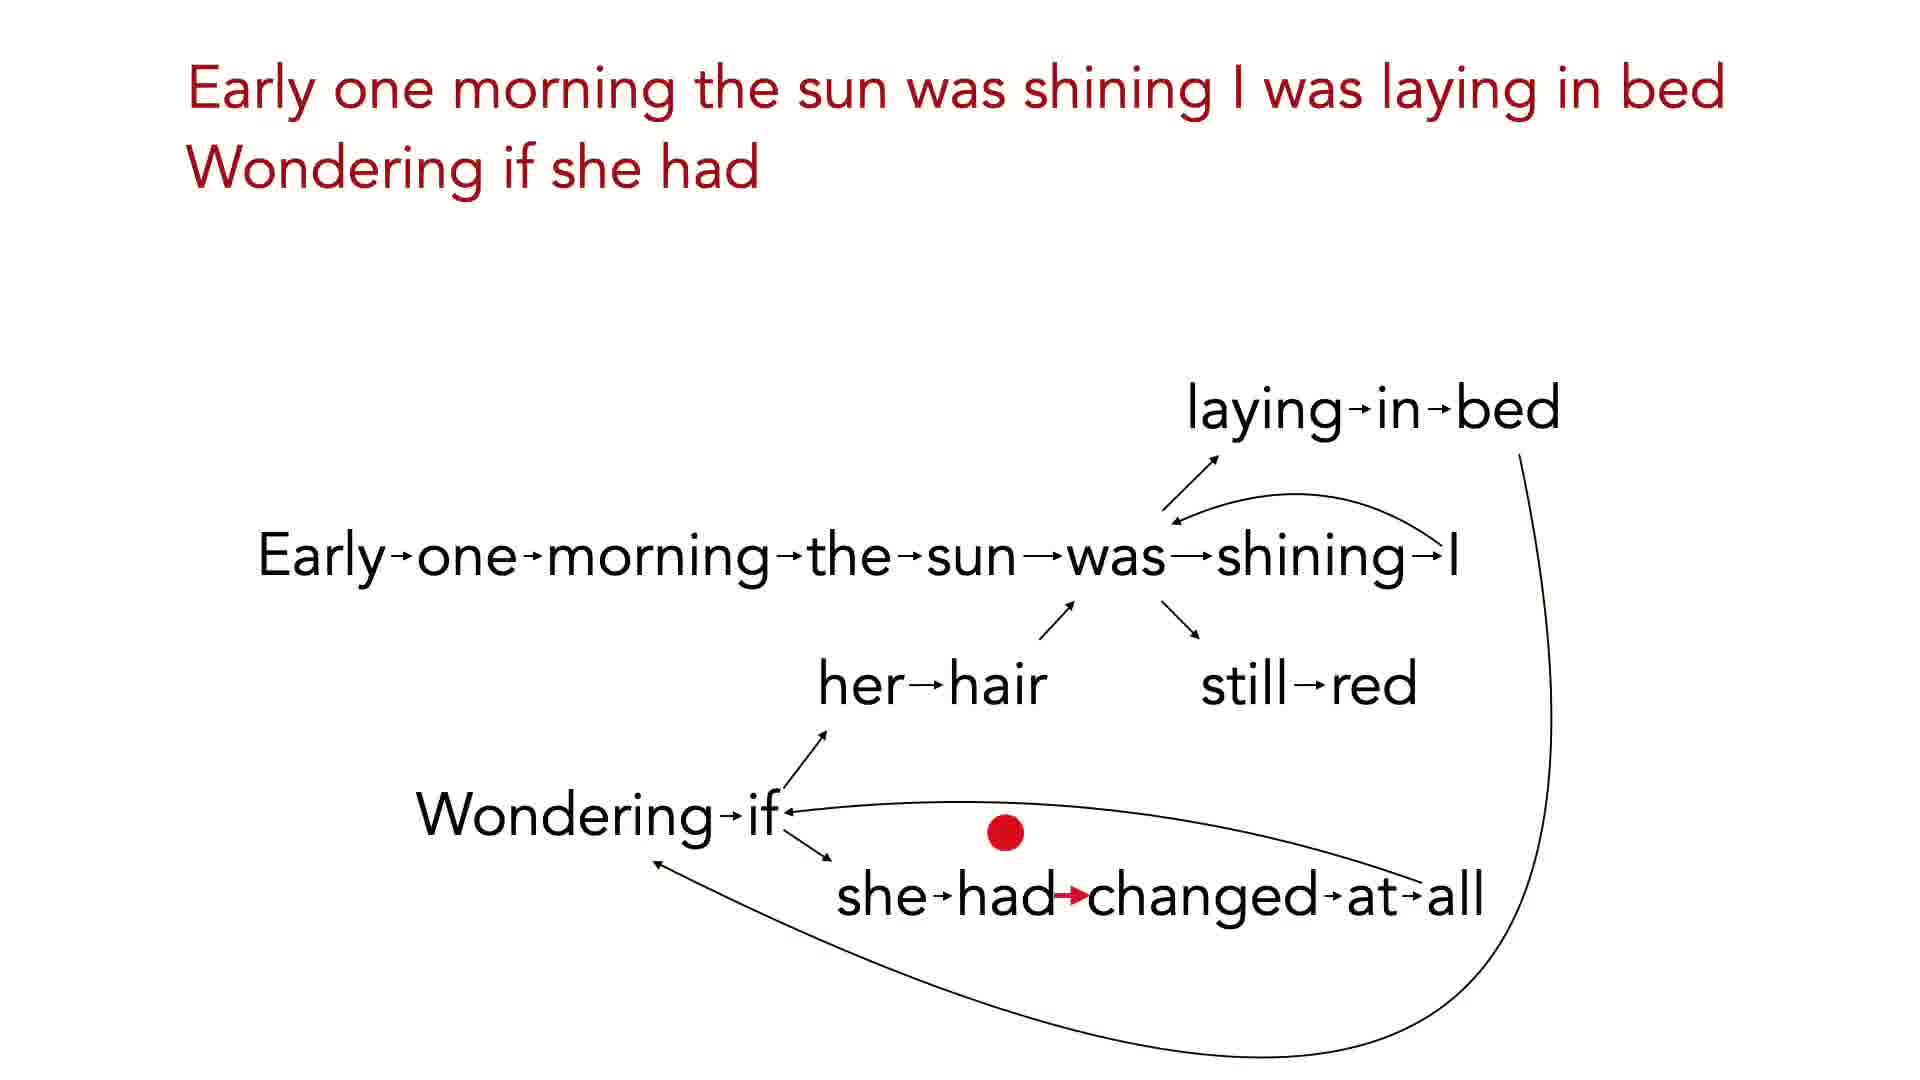 Early one morning the sun was shining I was laying in bed
Wondering if she had
laying in bed
Early one morning the sun was shining I
her hair still red
Wondering if
she had changed at all